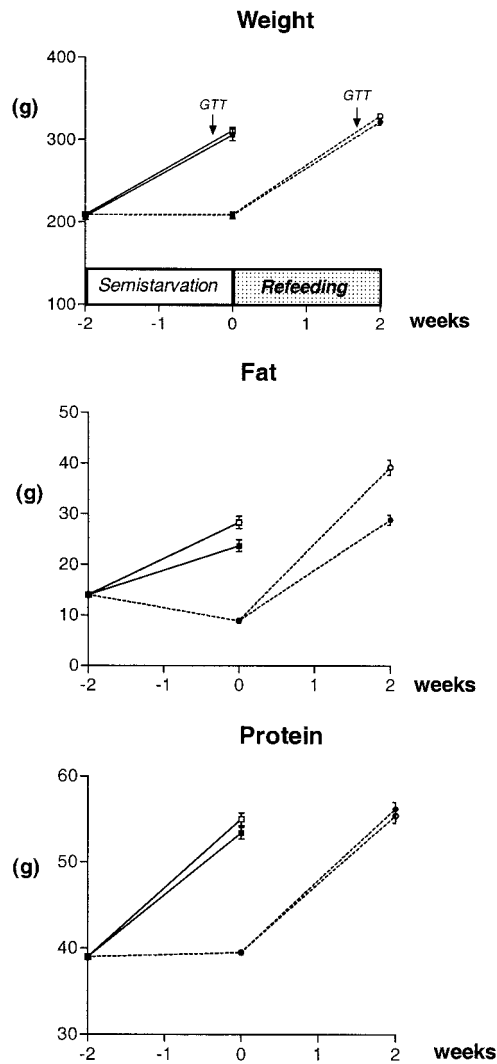 Weight
400
(g)
GTT
GTT
300
200
Semistarvation
Refeeding
100
-2
-1
0
1
2
weeks
Fat
50
40
(g)
30
20
10
0
-2
-1
0
1
2
weeks
Protein
60
(g)
50
40
30
-2
-1
0
1
2
weeks